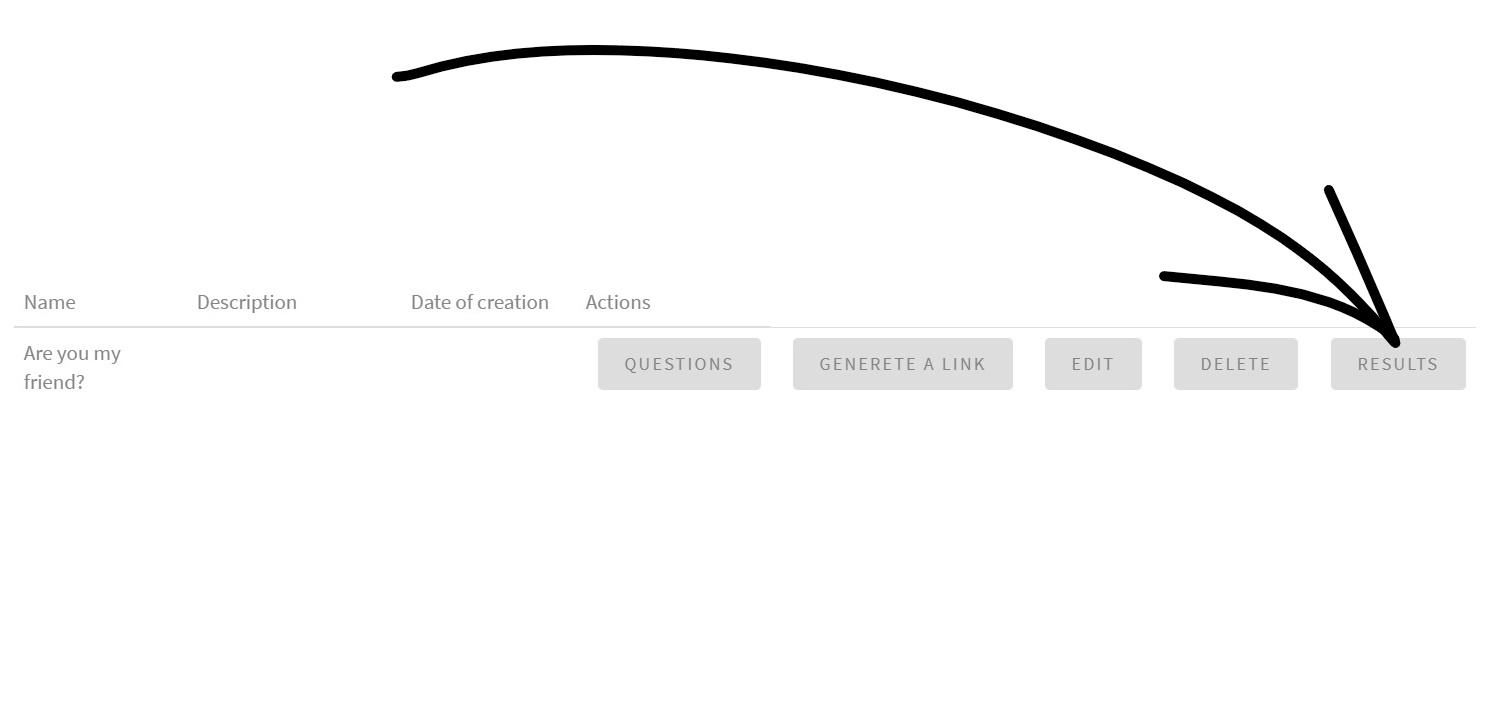 Name Description Date of creation Actions
Are you my
friend?
QUESTIONS GENERETE A LINK EDIT DELETE RESULTS